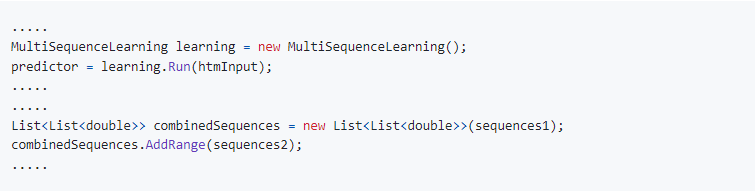 .....
MultiSequenceLearning learning = new MultiSequenceLearning();
predictor = learning.Run(htmInput);
.....
.....
List<List<double>> combinedSequences = new List<List<double>>(sequences1);
combinedSequences.AddRange(sequences2);
.....